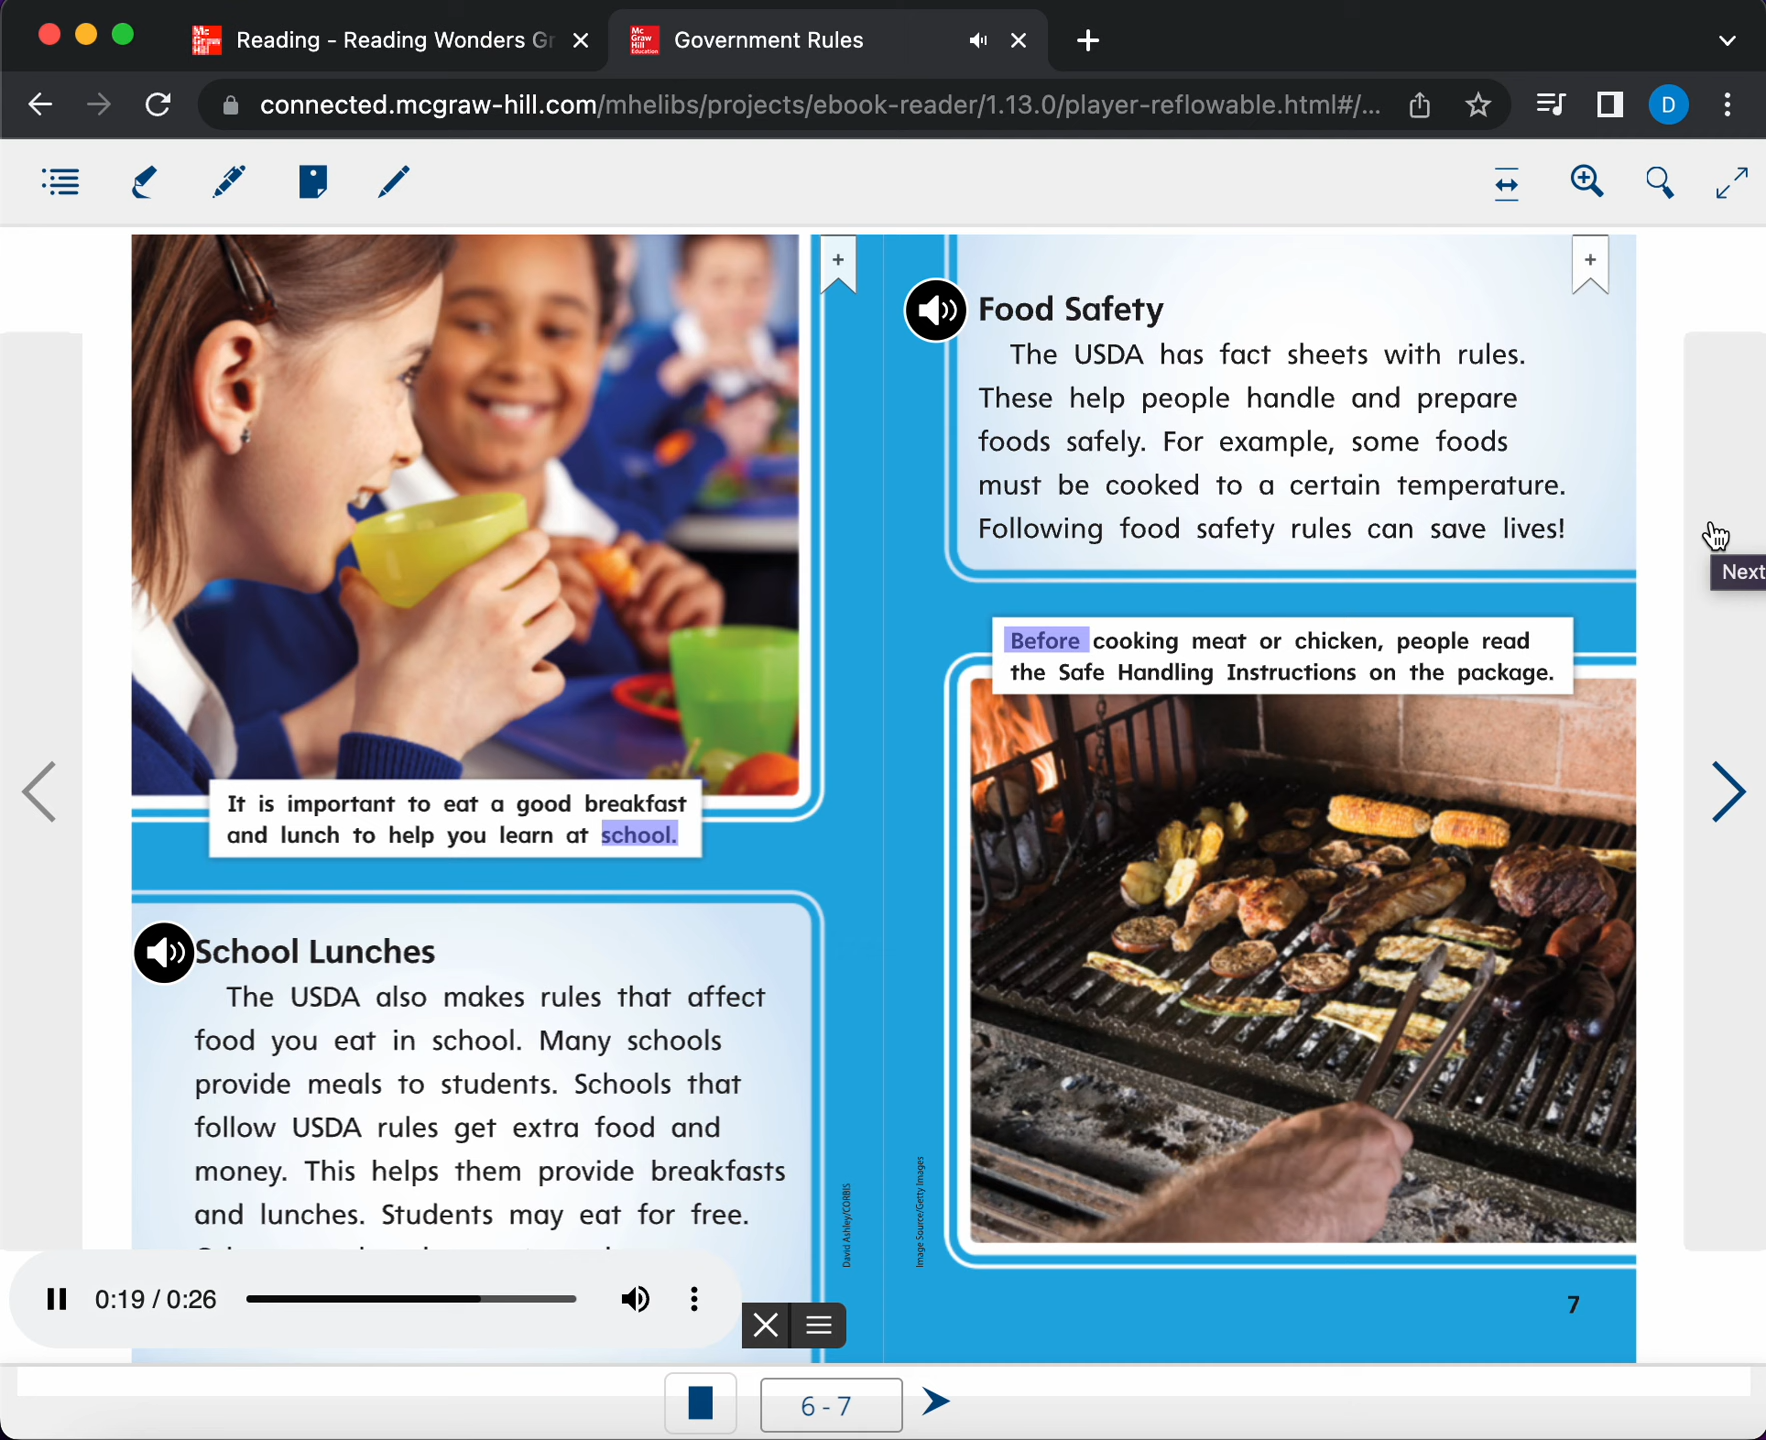 Reading - Reading Wonders Gr
Government Rules
connected.mcgraw-hill.com/mhelibs/projects/ebook-reader/1.13.0/player-reflowable.html#/...
D
It is important to eat a good breakfast
and lunch to help you learn at school.
School Lunches
The USDA also makes rules that affect
food you eat in school. Many schools
provide meals to students. Schools that
follow USDA rules get extra food and
money. This helps them provide breakfasts
and lunches. Students may eat for free.
David Ashley/CORBIS
Food Safety
The USDA has fact sheets with rules.
These help people handle and prepare
foods safely. For example, some foods
must be cooked to a certain temperature.
Following food safety rules can save lives!
Next
Before cooking meat or chicken, people read
the Safe Handling Instructions on the package.
Image Source/Getty Images
7
0:19 / 0:26
6 - 7